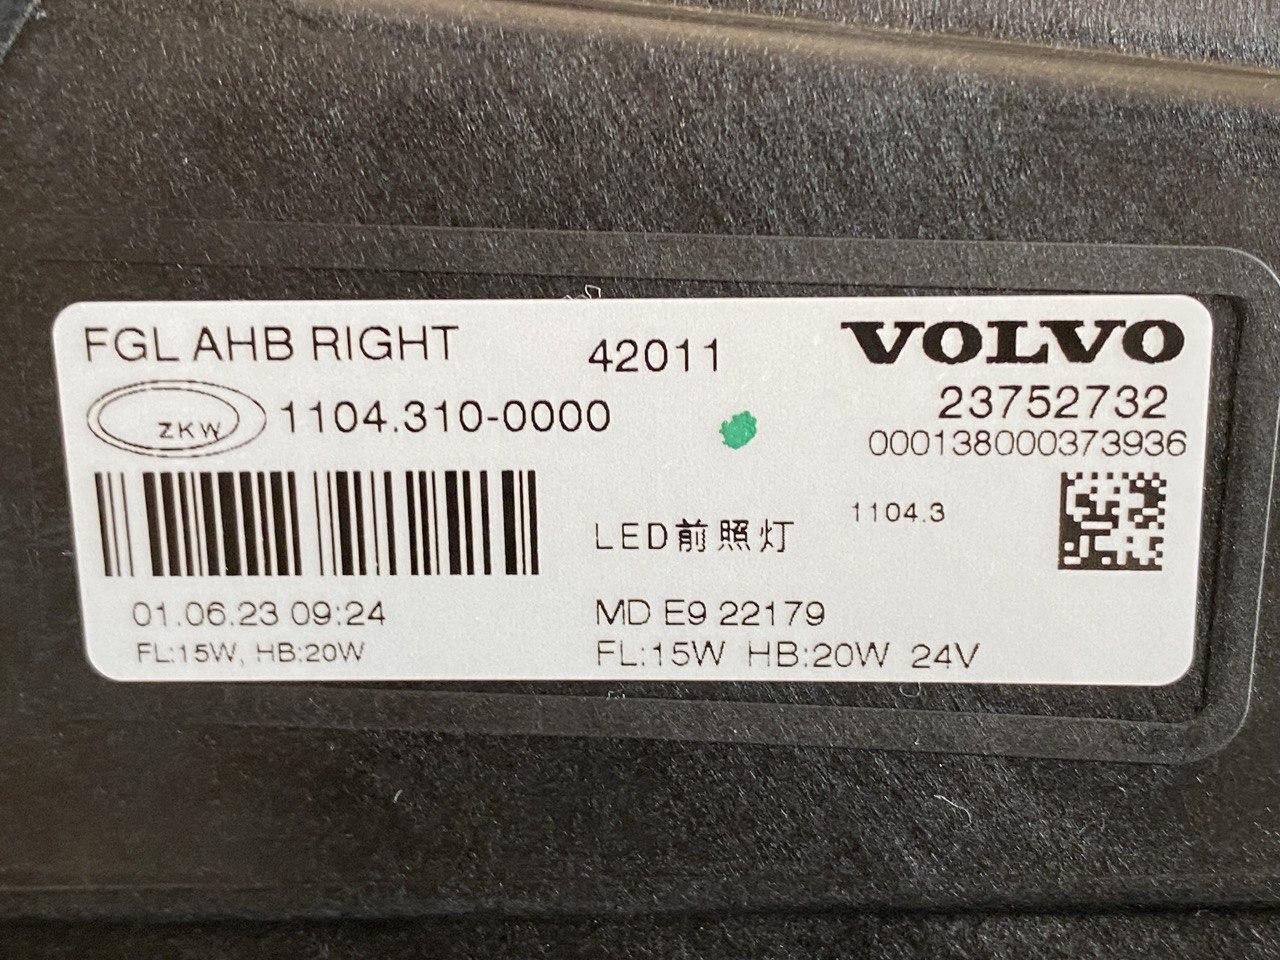 FGL AHB RIGHT
42011
VOLVO
ZKW
1104.310-0000
23752732
000138000373936
LED前照灯
1104.3
01.06.23 09:24
MD E9 22179
FL:15W, HB:20W
FL:15W HB:20W 24V